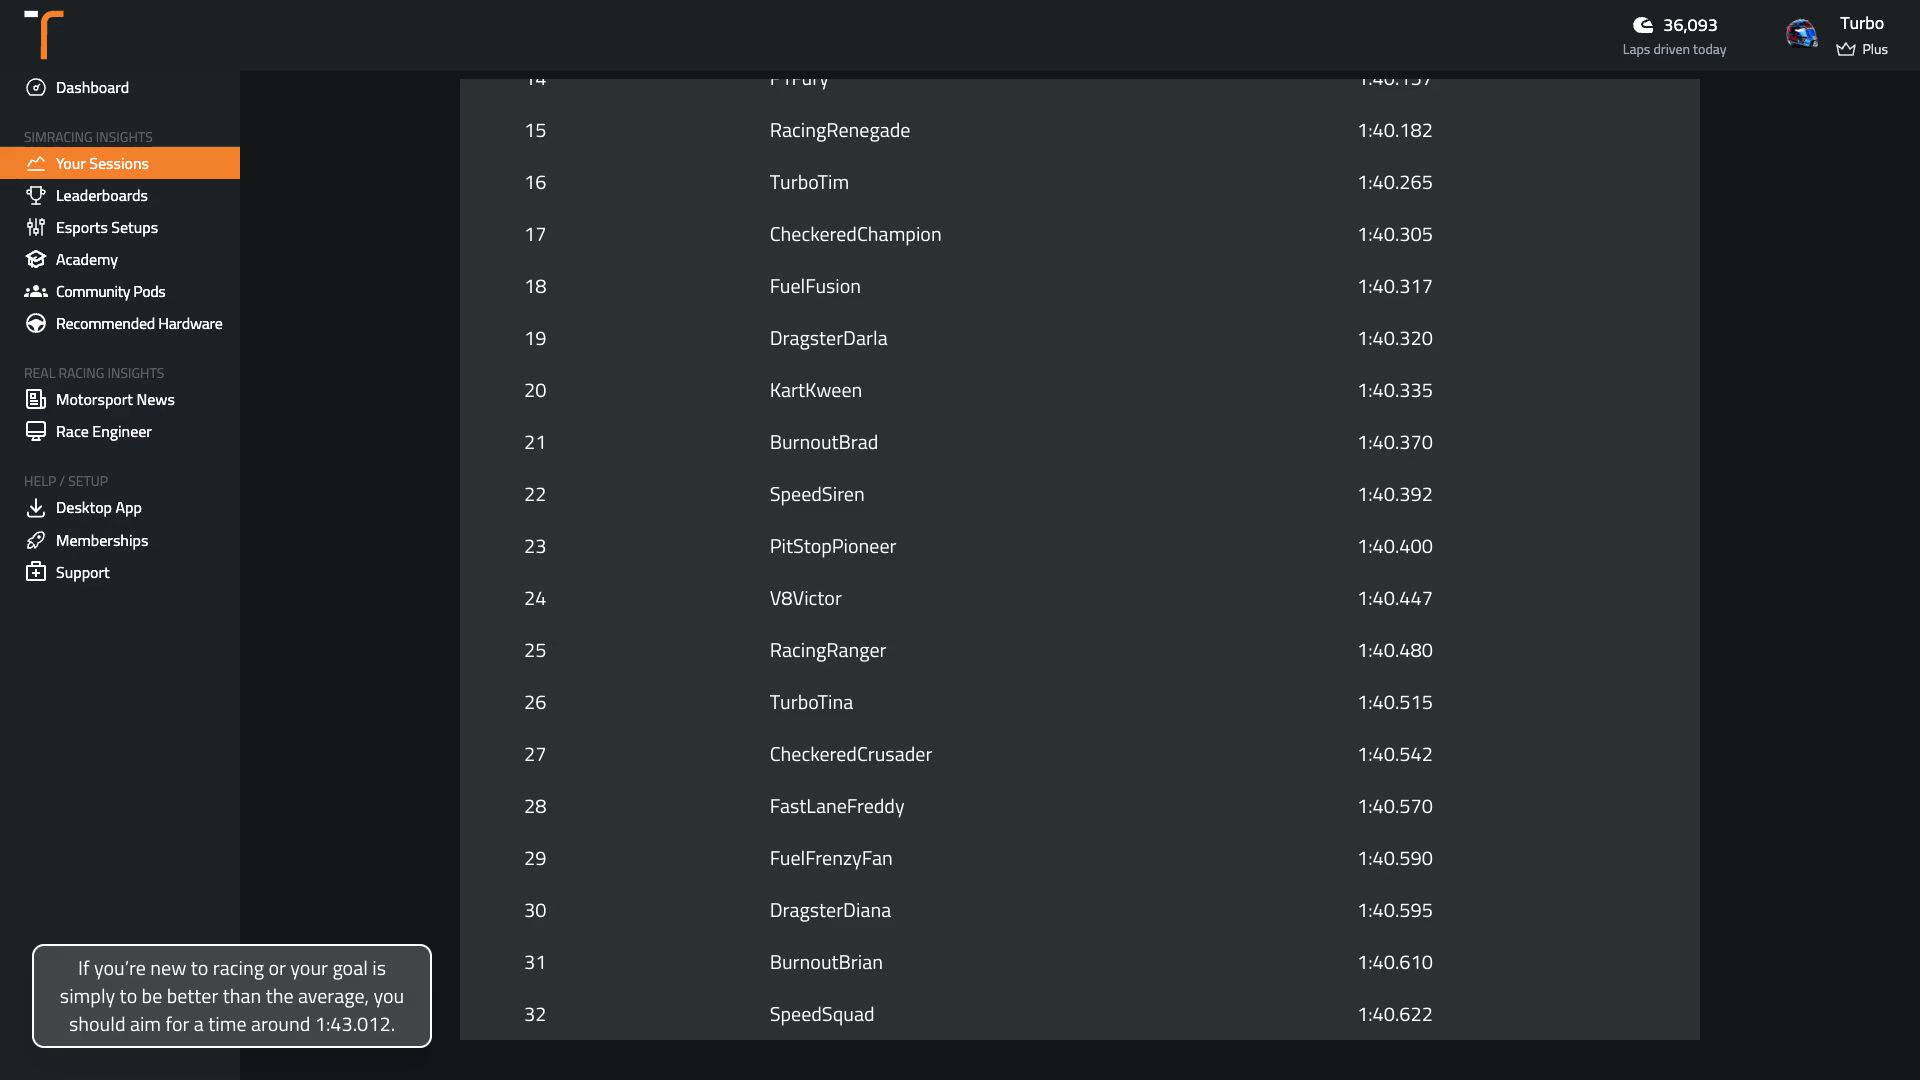 36,093
Laps driven today
Turbo
Plus
Dashboard
SIMRACING INSIGHTS
Your Sessions
Leaderboards
Esports Setups
Academy
Community Pods
Recommended Hardware
REAL RACING INSIGHTS
Motorsport News
Race Engineer
HELP / SETUP
Desktop App
Memberships
Support
14 1:40.157
15 RacingRenegade 1:40.182
16 TurboTim 1:40.265
17 CheckeredChampion 1:40.305
18 FuelFusion 1:40.317
19 DragsterDarla 1:40.320
20 KartKween 1:40.335
21 BurnoutBrad 1:40.370
22 SpeedSiren 1:40.392
23 PitStopPioneer 1:40.400
24 V8Victor 1:40.447
25 RacingRanger 1:40.480
26 TurboTina 1:40.515
27 CheckeredCrusader 1:40.542
28 FastLaneFreddy 1:40.570
29 FuelFrenzyFan 1:40.590
30 DragsterDiana 1:40.595
31 BurnoutBrian 1:40.610
32 SpeedSquad 1:40.622
If you’re new to racing or your goal is
simply to be better than the average, you
should aim for a time around 1:43.012.